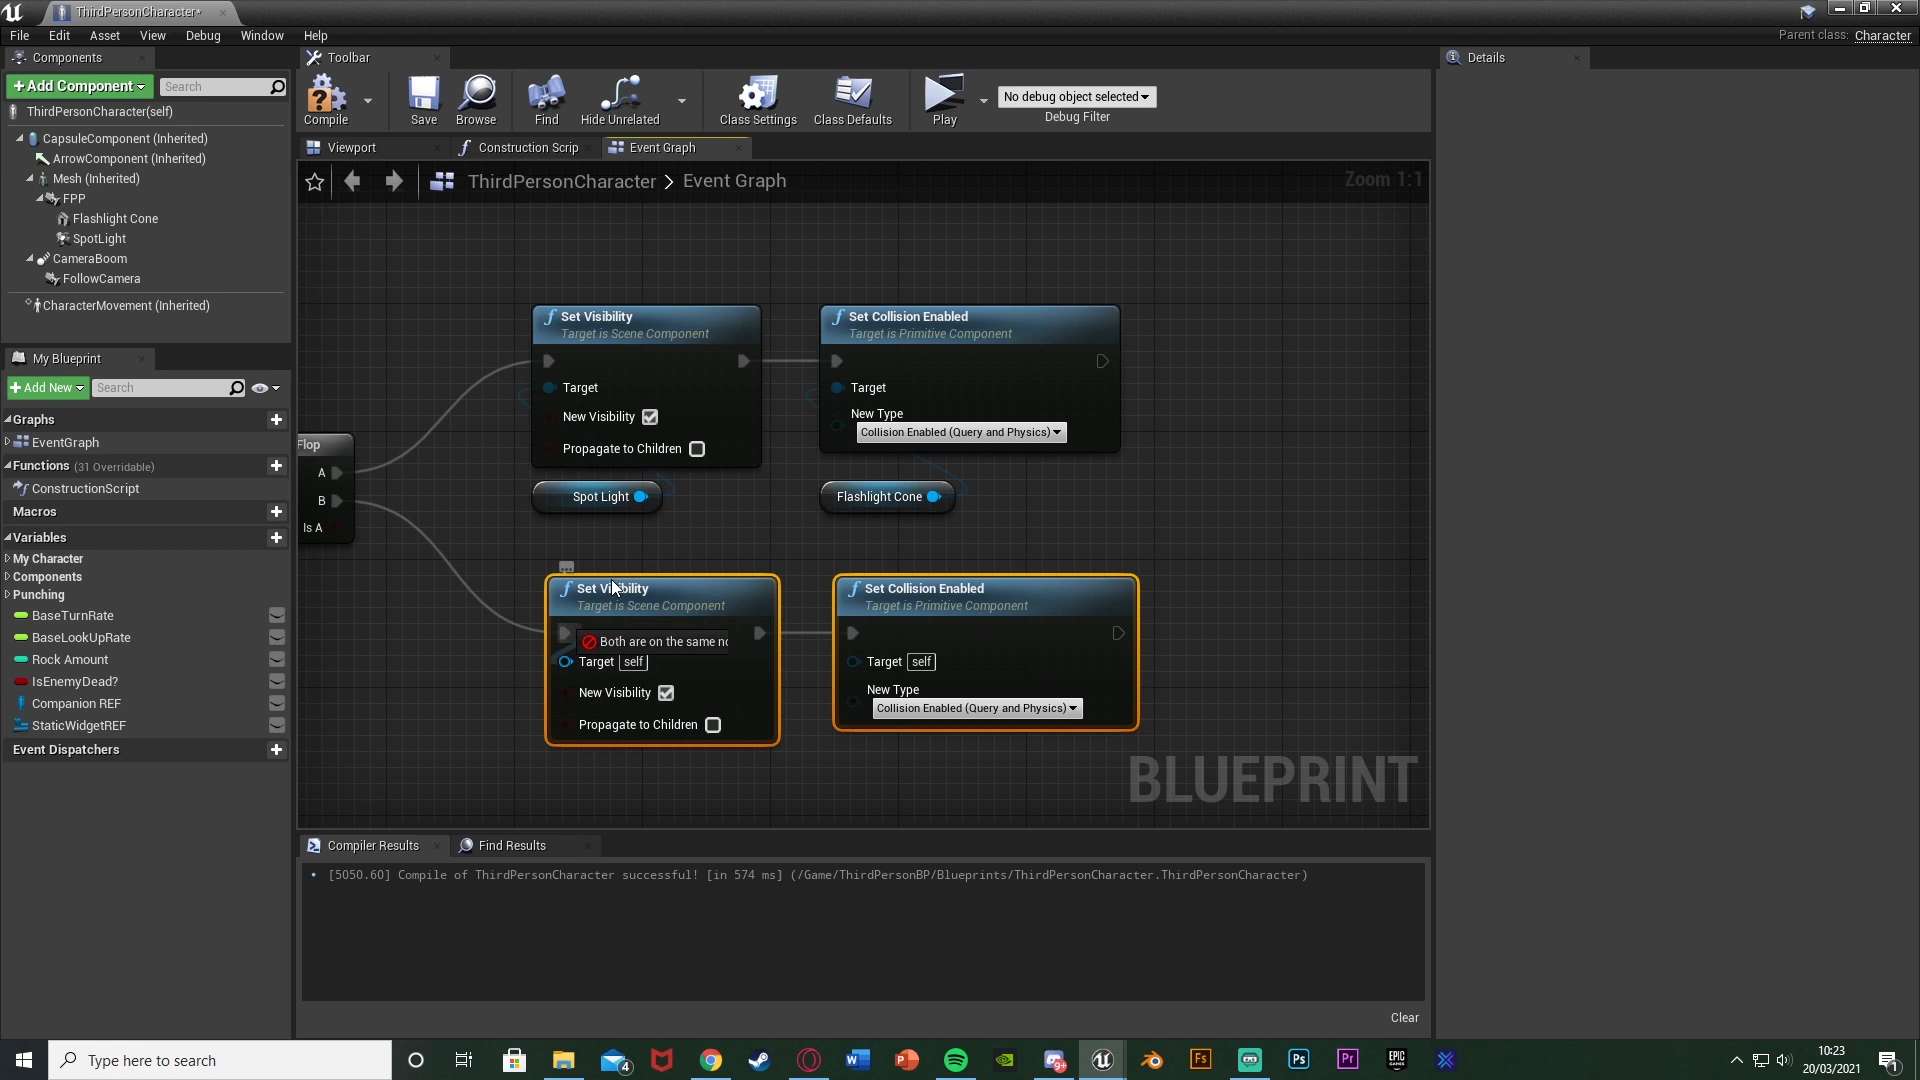 ThirdPersonCharacter*
File Edit Asset View Debug Window Help
Parent class: Character
Components
Toolbar
Details
+Add Component
Search
ThirdPersonCharacter(self)
CapsuleComponent (Inherited)
ArrowComponent (Inherited)
Mesh (Inherited)
FPP
Flashlight Cone
SpotLight
CameraBoom
FollowCamera
CharacterMovement (Inherited)
Compile
Save
Browse
Find
Hide Unrelated
Class Settings
Class Defaults
Play
No debug object selected
Debug Filter
Viewport
Construction Scrip
Event Graph
ThirdPersonCharacter > Event Graph
Zoom 1:1
My Blueprint
+Add New
Search
Graphs
EventGraph
Functions (31 Overridable)
ConstructionScript
Macros
Variables
My Character
Components
Punching
BaseTurnRate
BaseLookUpRate
Rock Amount
IsEnemyDead?
Companion REF
StaticWidgetREF
Event Dispatchers
Flop
A
B
Is A
Set Visibility
Target is Scene Component
Target
New Visibility
Propagate to Children
Spot Light
Set Collision Enabled
Target is Primitive Component
Target
New Type
Collision Enabled (Query and Physics)
Flashlight Cone
Set Visibility
Target is Scene Component
Both are on the same no
Target self
New Visibility
Propagate to Children
Set Collision Enabled
Target is Primitive Component
Target self
New Type
Collision Enabled (Query and Physics)
BLUEPRINT
Compiler Results
Find Results
[5050.60] Compile of ThirdPersonCharacter successful! [in 574 ms] (/Game/ThirdPersonBP/Blueprints/ThirdPersonCharacter.ThirdPersonCharacter)
Clear
Type here to search
10:23
20/03/2021